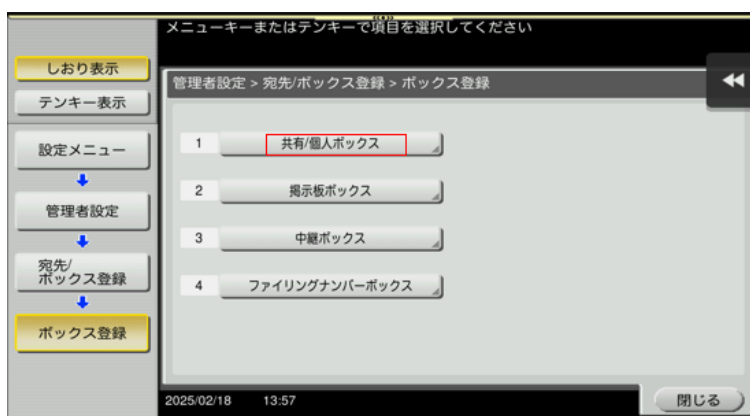 メニューキーまたはテンキーで項目を選択してください
しおり表示
テンキー表示
設定メニュー
管理者設定
宛先/
ボックス登録
ボックス登録
管理者設定 > 宛先/ボックス登録 > ボックス登録
1 共有/個人ボックス
2 掲示板ボックス
3 中継ボックス
4 ファイリングナンバーボックス
2025/02/18 13:57
閉じる